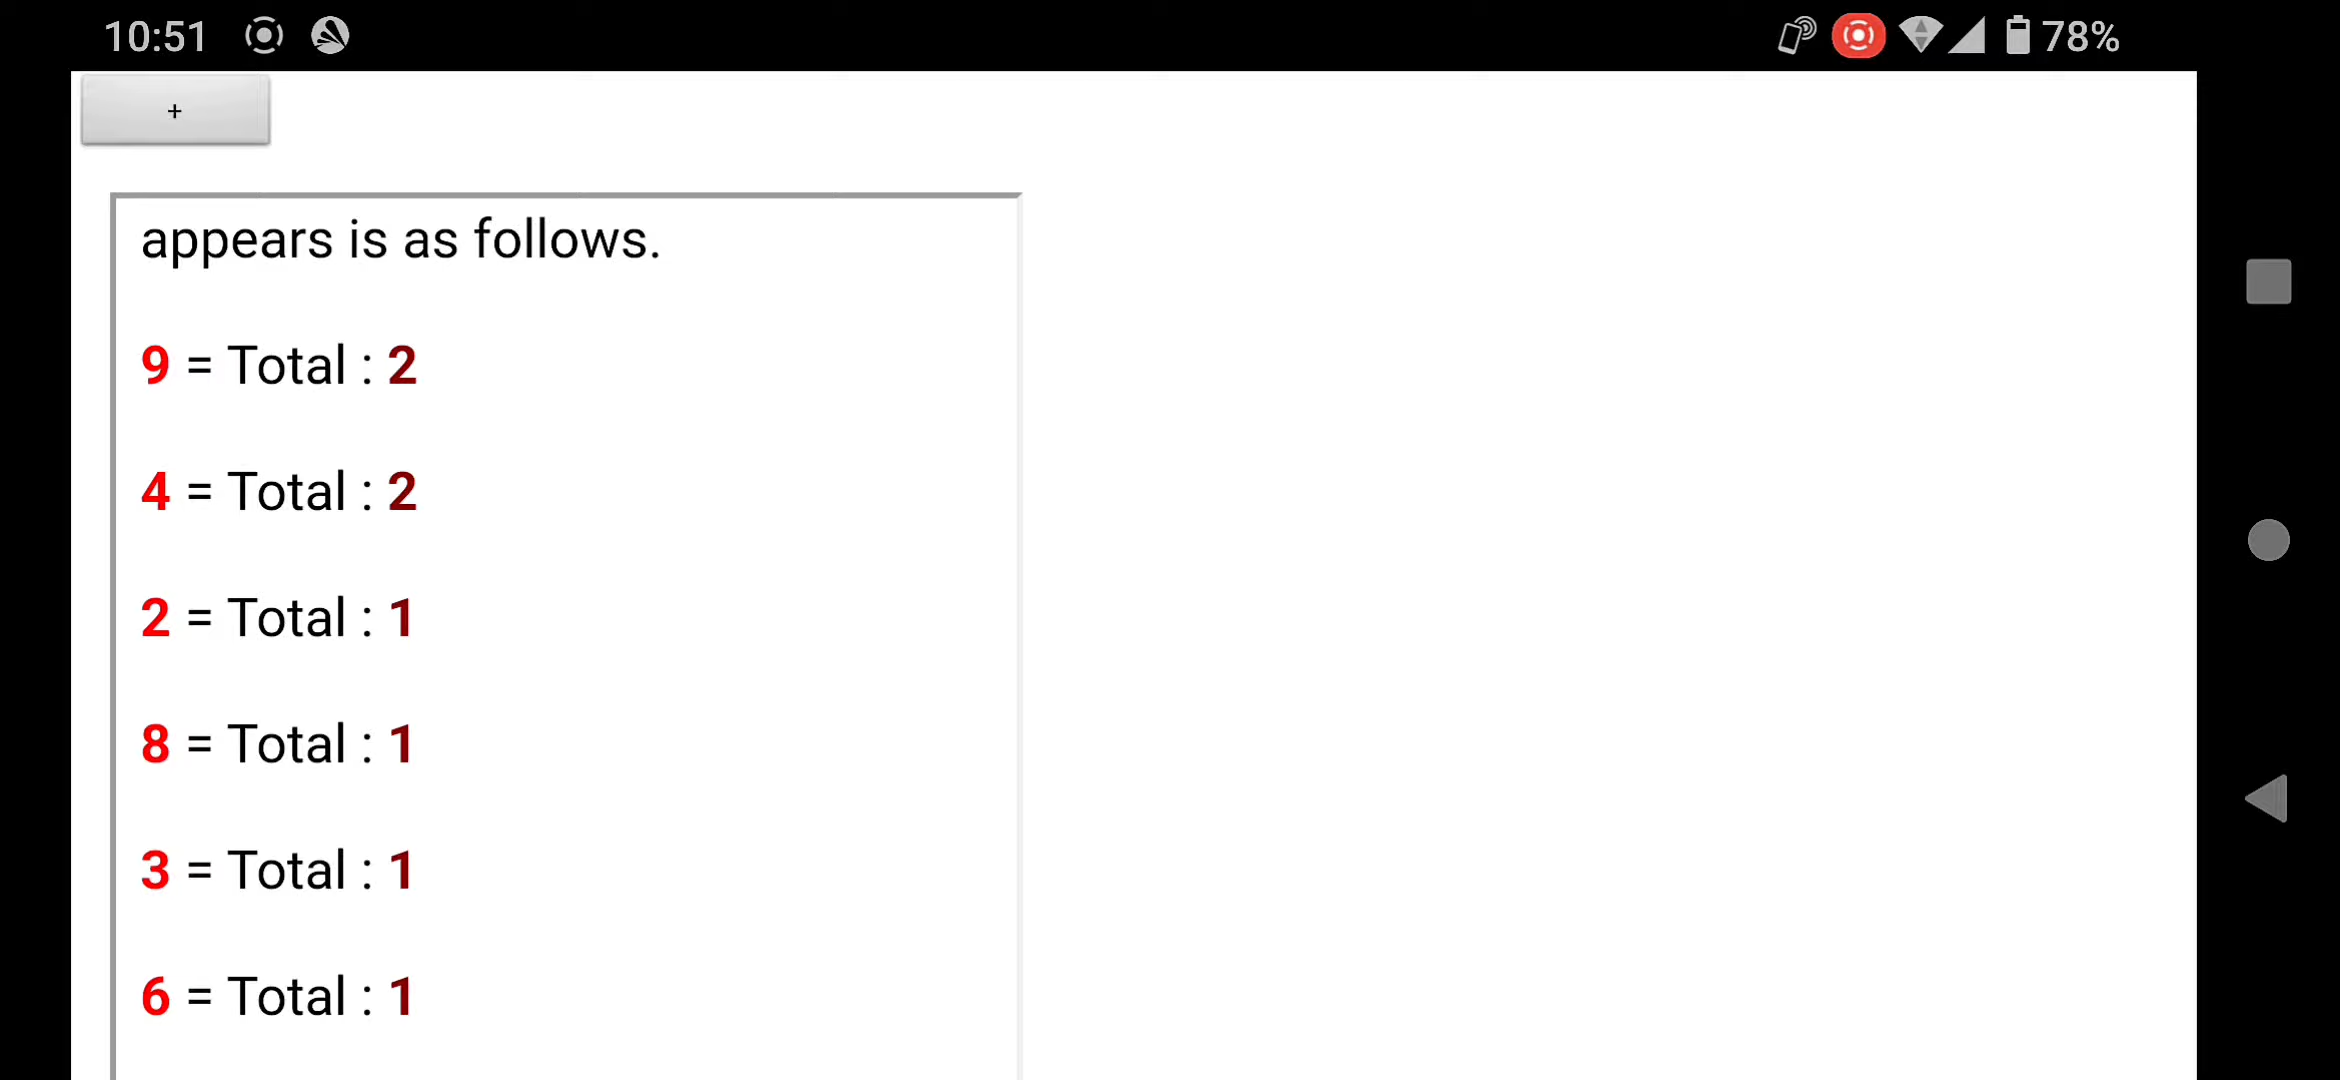 10:51 78%
+
appears is as follows.
9 = Total : 2
4 = Total : 2
2 = Total : 1
8 = Total : 1
3 = Total : 1
6 = Total : 1